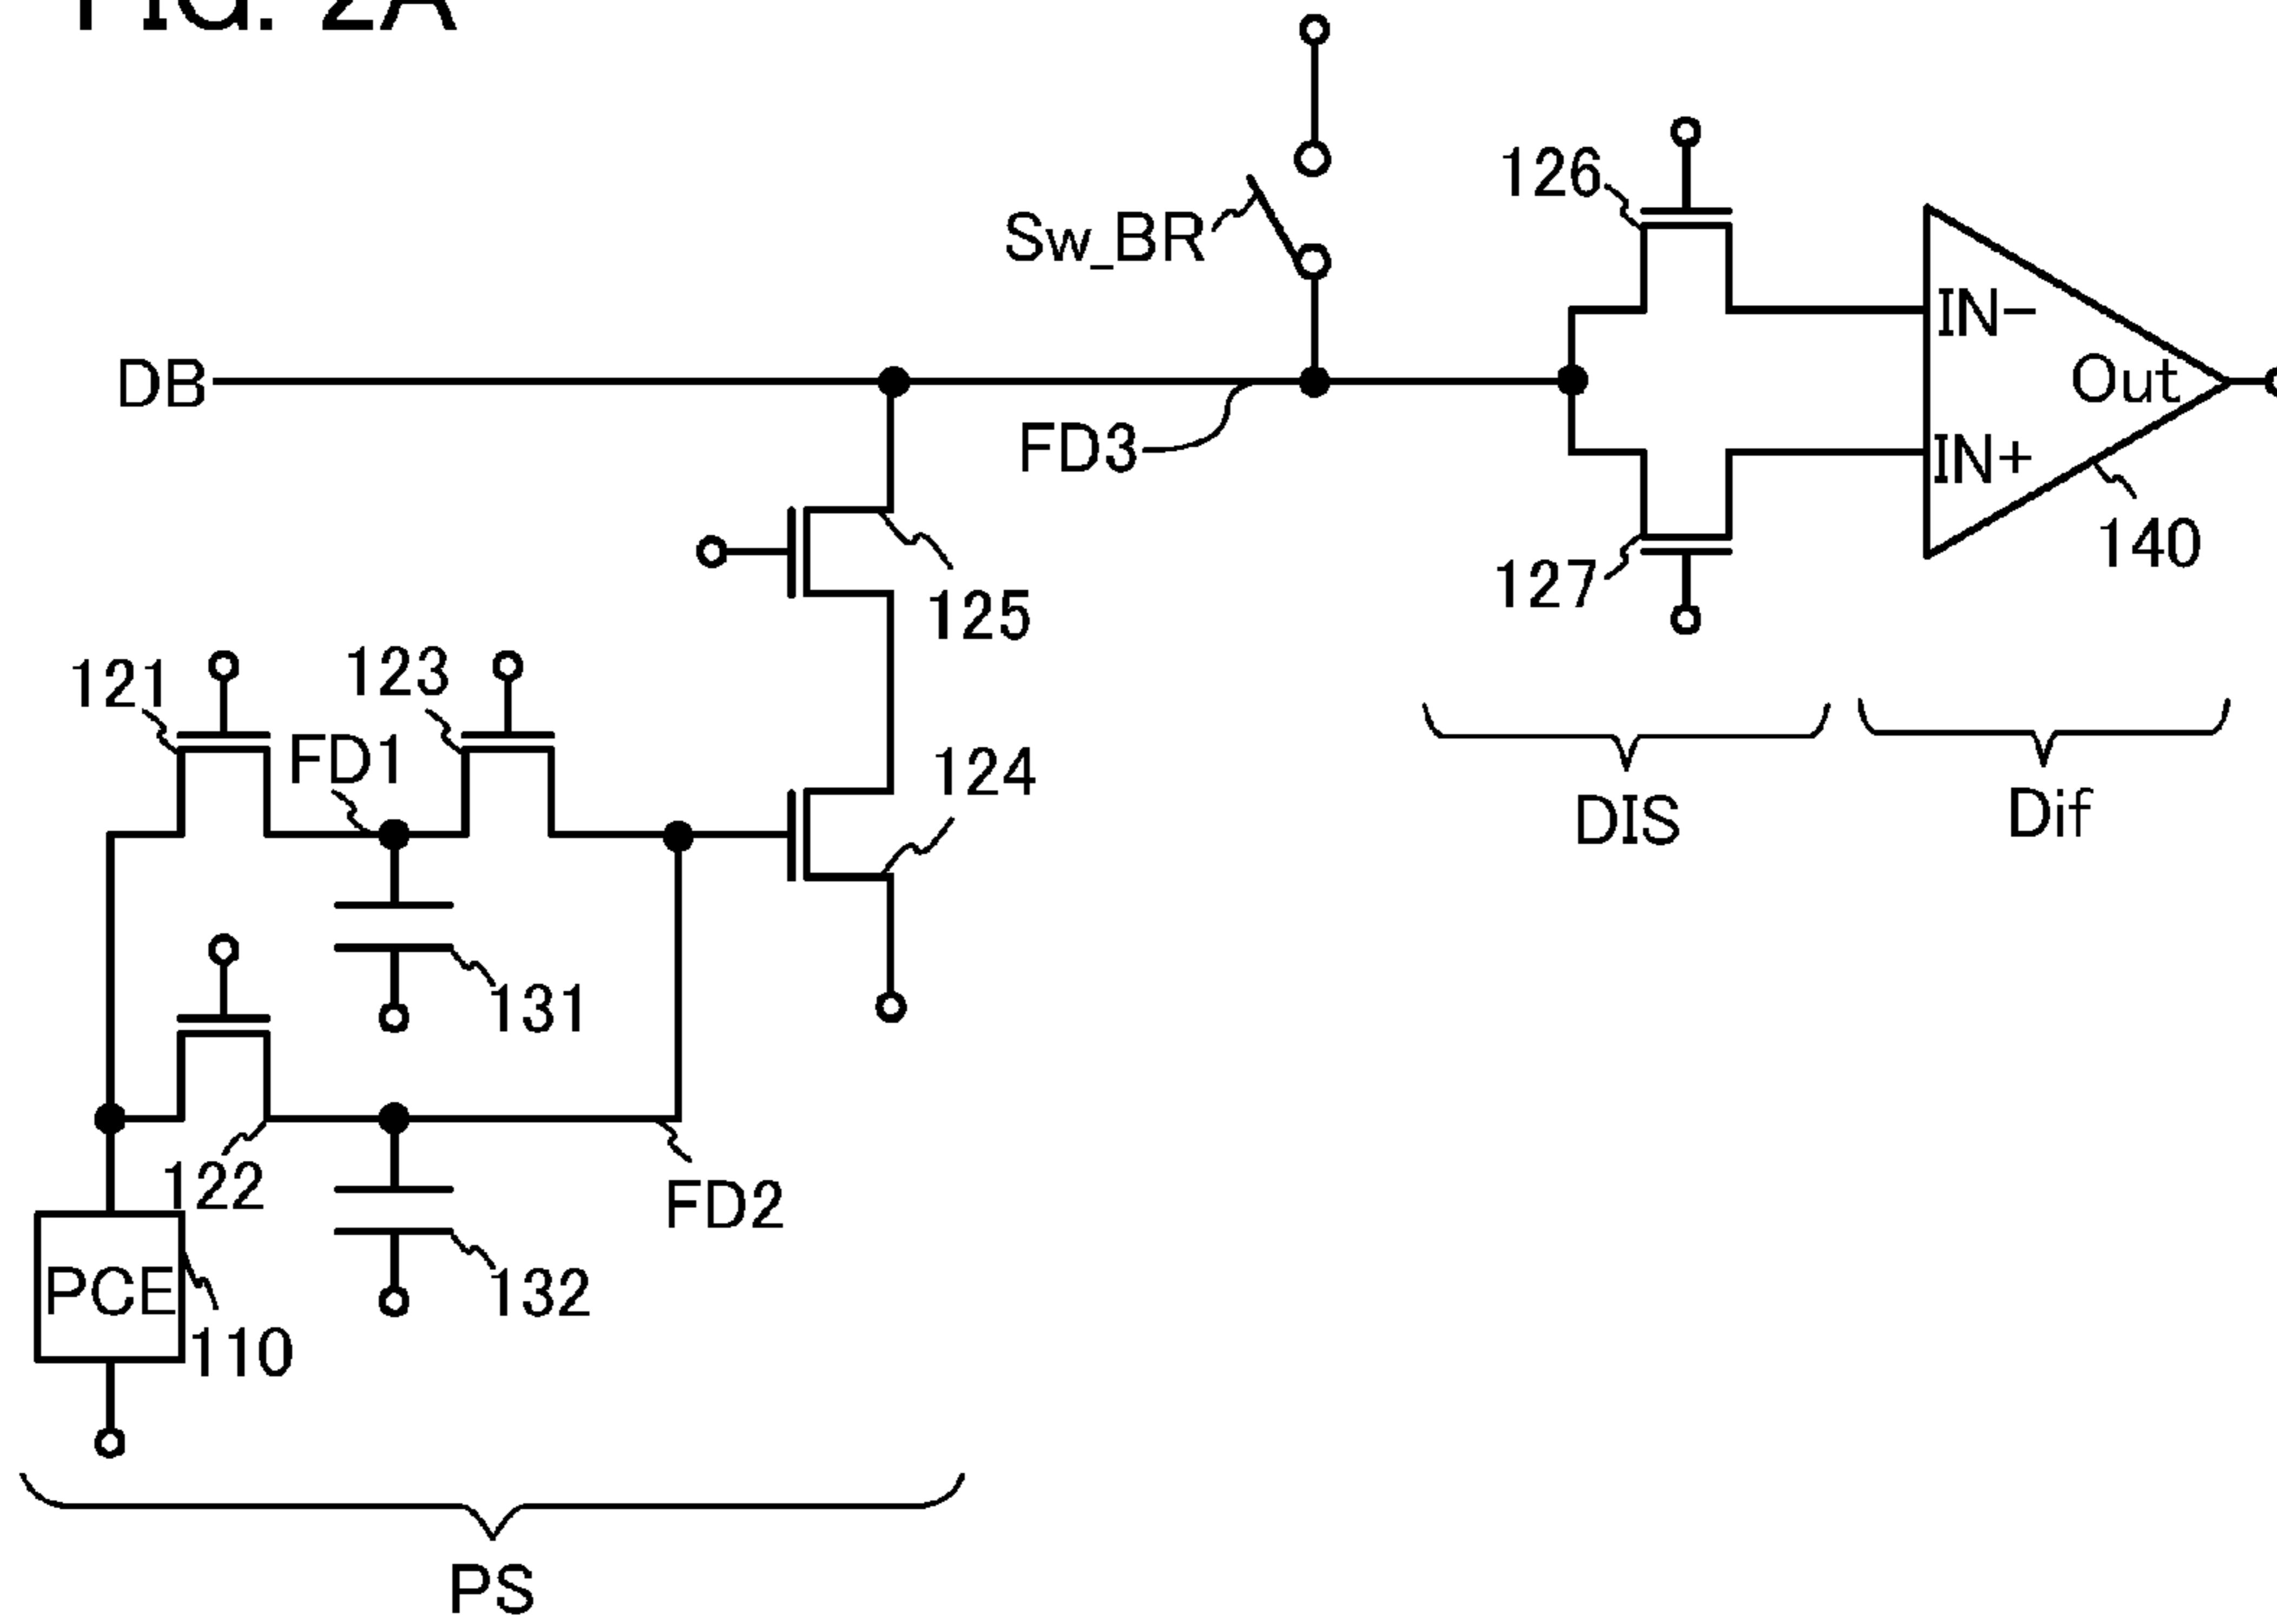 FIG. 2A
Sw_BR
126
IN-
DB
Out
FD3
IN+
127
140
125
121
123
FD1
124
DIS
Dif
131
122
FD2
PCE
132
110
PS